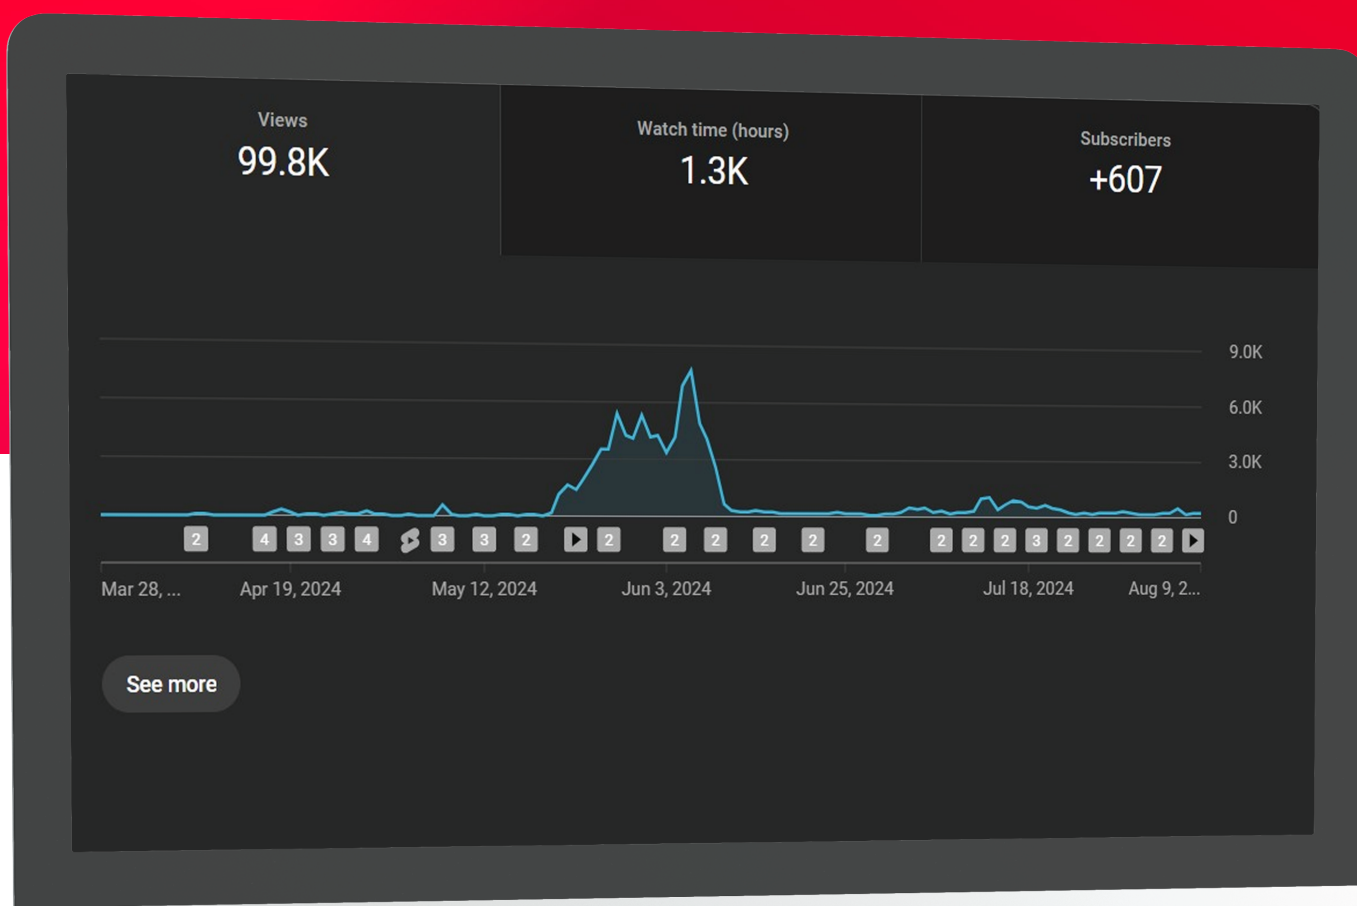 Views
99.8K
Watch time (hours)
1.3K
Subscribers
+607
9.0K
6.0K
3.0K
0
2 4 3 3 4 3 3 2 2 2 2 2 2 2 2 2 2 3 2 2 2 2
Mar 28, ... Apr 19, 2024 May 12, 2024 Jun 3, 2024 Jun 25, 2024 Jul 18, 2024 Aug 9, 2...
See more